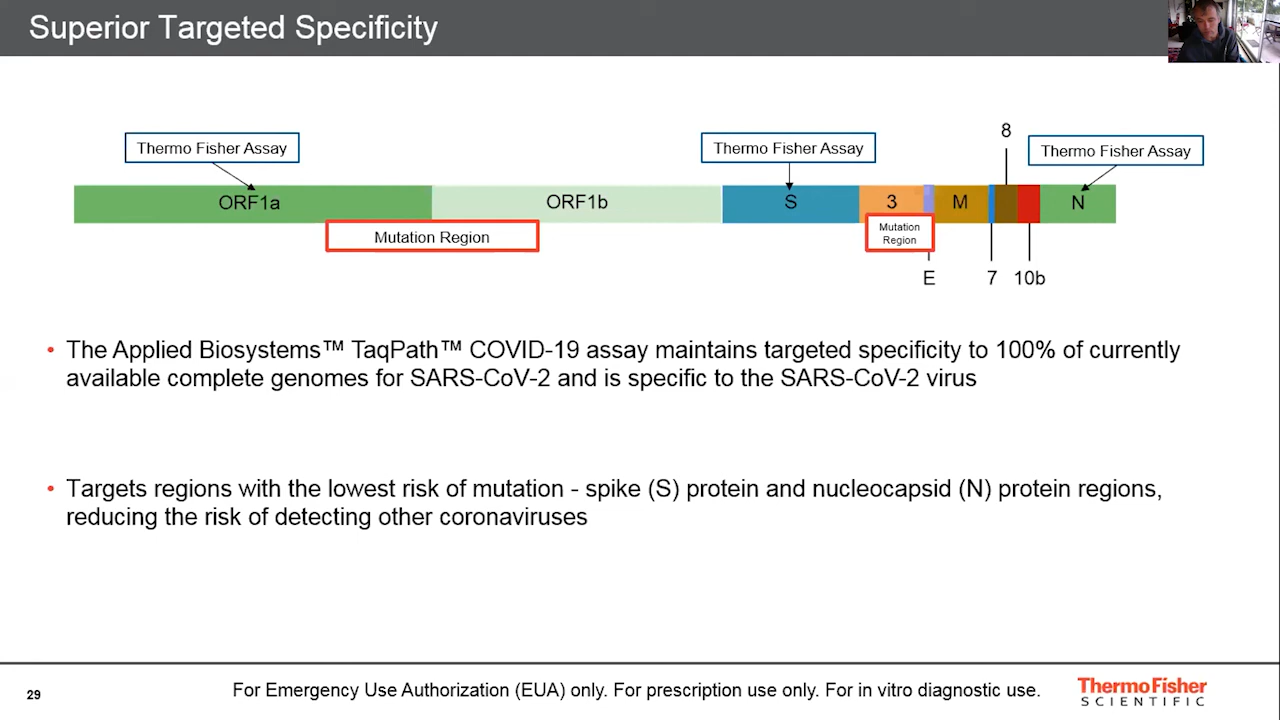 Superior Targeted Specificity
8
Thermo Fisher Assay
Thermo Fisher Assay
Thermo Fisher Assay
ORF1a
ORF1b
S
3
M
N
Mutation Region
Mutation
Region
E
7
10b
• The Applied Biosystems™ TaqPath™ COVID-19 assay maintains targeted specificity to 100% of currently
available complete genomes for SARS-CoV-2 and is specific to the SARS-CoV-2 virus
• Targets regions with the lowest risk of mutation - spike (S) protein and nucleocapsid (N) protein regions,
reducing the risk of detecting other coronaviruses
29
For Emergency Use Authorization (EUA) only. For prescription use only. For in vitro diagnostic use.
ThermoFisher
SCIENTIFIC